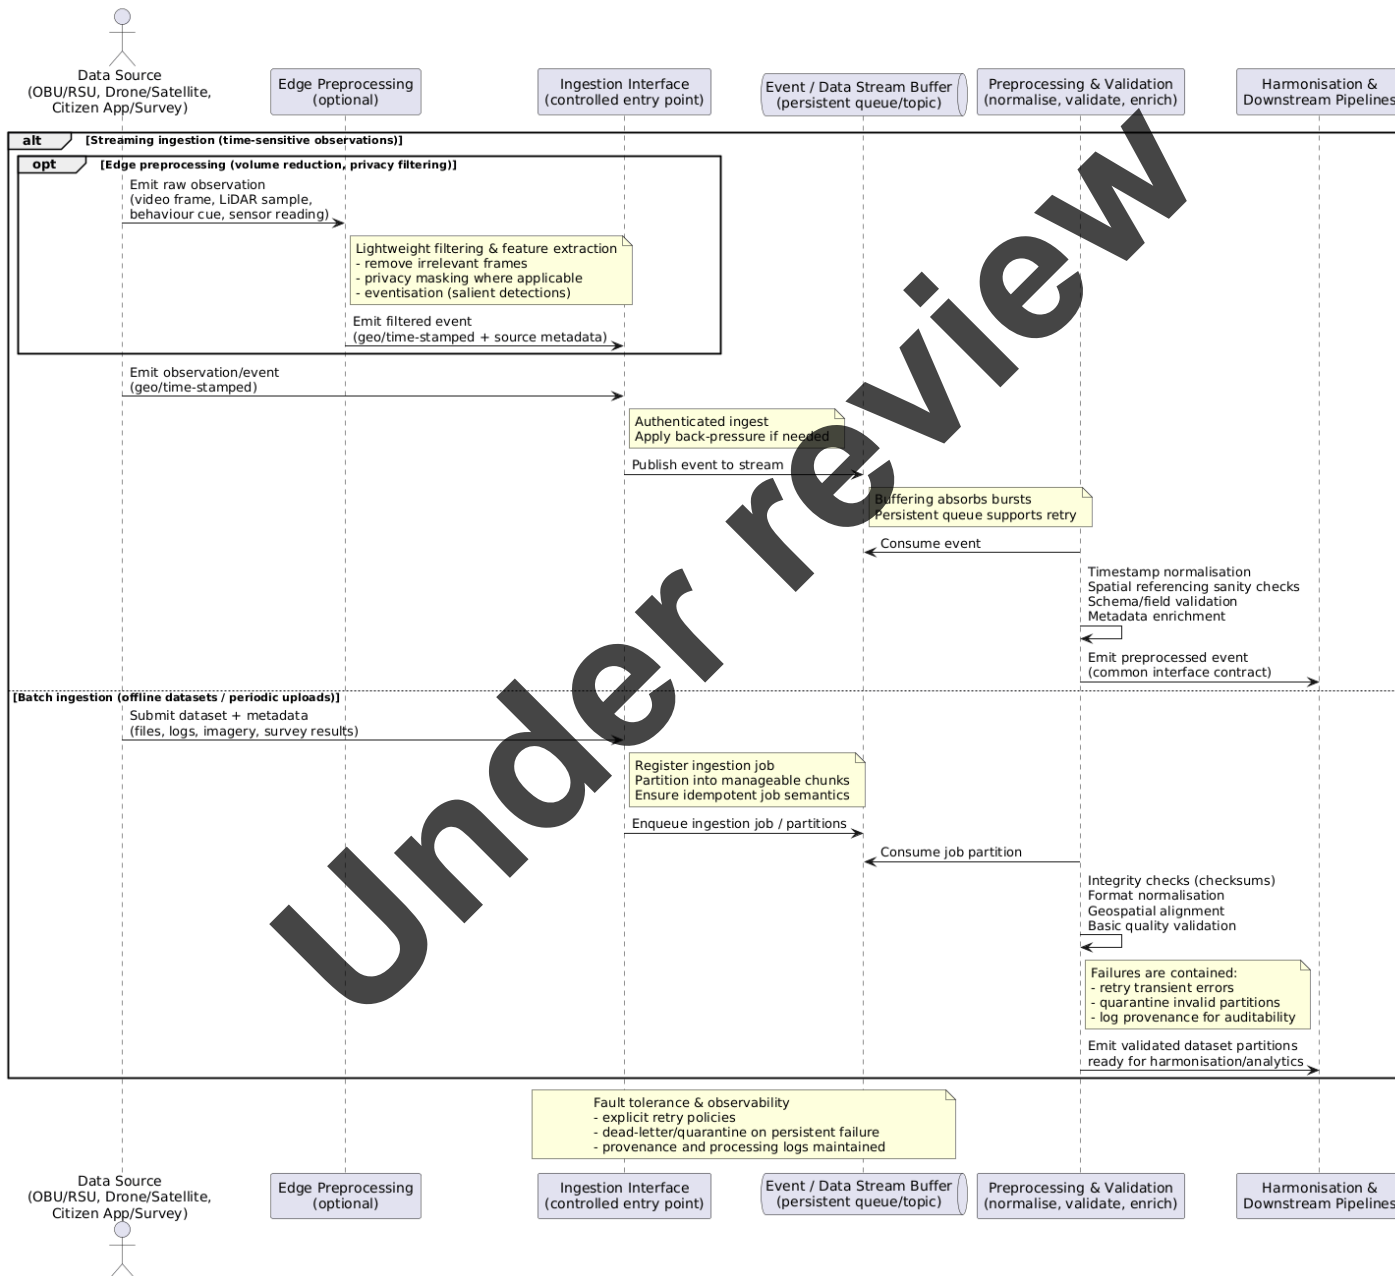 Data Source
(OBU/RSU, Drone/Satellite,
Citizen App/Survey)
Edge Preprocessing
(optional)
Ingestion Interface
(controlled entry point)
Event / Data Stream Buffer
(persistent queue/topic)
Preprocessing & Validation
(normalise, validate, enrich)
Harmonisation &
Downstream Pipelines
alt [Streaming ingestion (time-sensitive observations)]
opt [Edge preprocessing (volume reduction, privacy filtering)]
Emit raw observation
(video frame, LiDAR sample,
behaviour cue, sensor reading)
Lightweight filtering & feature extraction
- remove irrelevant frames
- privacy masking where applicable
- eventisation (salient detections)
Emit filtered event
(geo/time-stamped + source metadata)
Emit observation/event
(geo/time-stamped)
Authenticated ingest
Apply back-pressure if needed
Publish event to stream
Buffering absorbs bursts
Persistent queue supports retry
Consume event
Timestamp normalisation
Spatial referencing sanity checks
Schema/field validation
Metadata enrichment
Emit preprocessed event
(common interface contract)
[Batch ingestion (offline datasets / periodic uploads)]
Submit dataset + metadata
(files, logs, imagery, survey results)
Register ingestion job
Partition into manageable chunks
Ensure idempotent job semantics
Enqueue ingestion job / partitions
Consume job partition
Integrity checks (checksums)
Format normalisation
Geospatial alignment
Basic quality validation
Failures are contained:
- retry transient errors
- quarantine invalid partitions
- log provenance for auditability
Emit validated dataset partitions
ready for harmonisation/analytics
Fault tolerance & observability
- explicit retry policies
- dead-letter/quarantine on persistent failure
- provenance and processing logs maintained
Data Source
(OBU/RSU, Drone/Satellite,
Citizen App/Survey)
Edge Preprocessing
(optional)
Ingestion Interface
(controlled entry point)
Event / Data Stream Buffer
(persistent queue/topic)
Preprocessing & Validation
(normalise, validate, enrich)
Harmonisation &
Downstream Pipelines
Under review